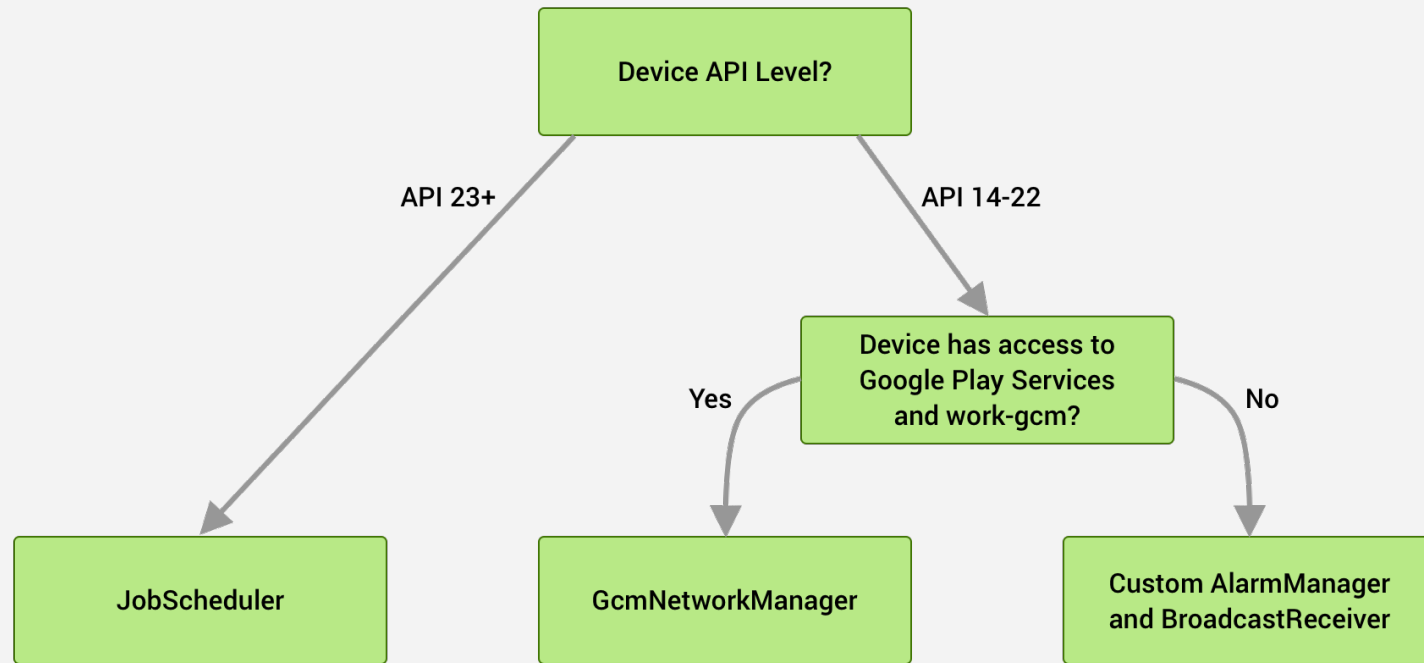 Device API Level?
API 23+
API 14-22
Device has access to
Google Play Services
and work-gcm?
Yes
No
JobScheduler
GcmNetworkManager
Custom AlarmManager
and BroadcastReceiver